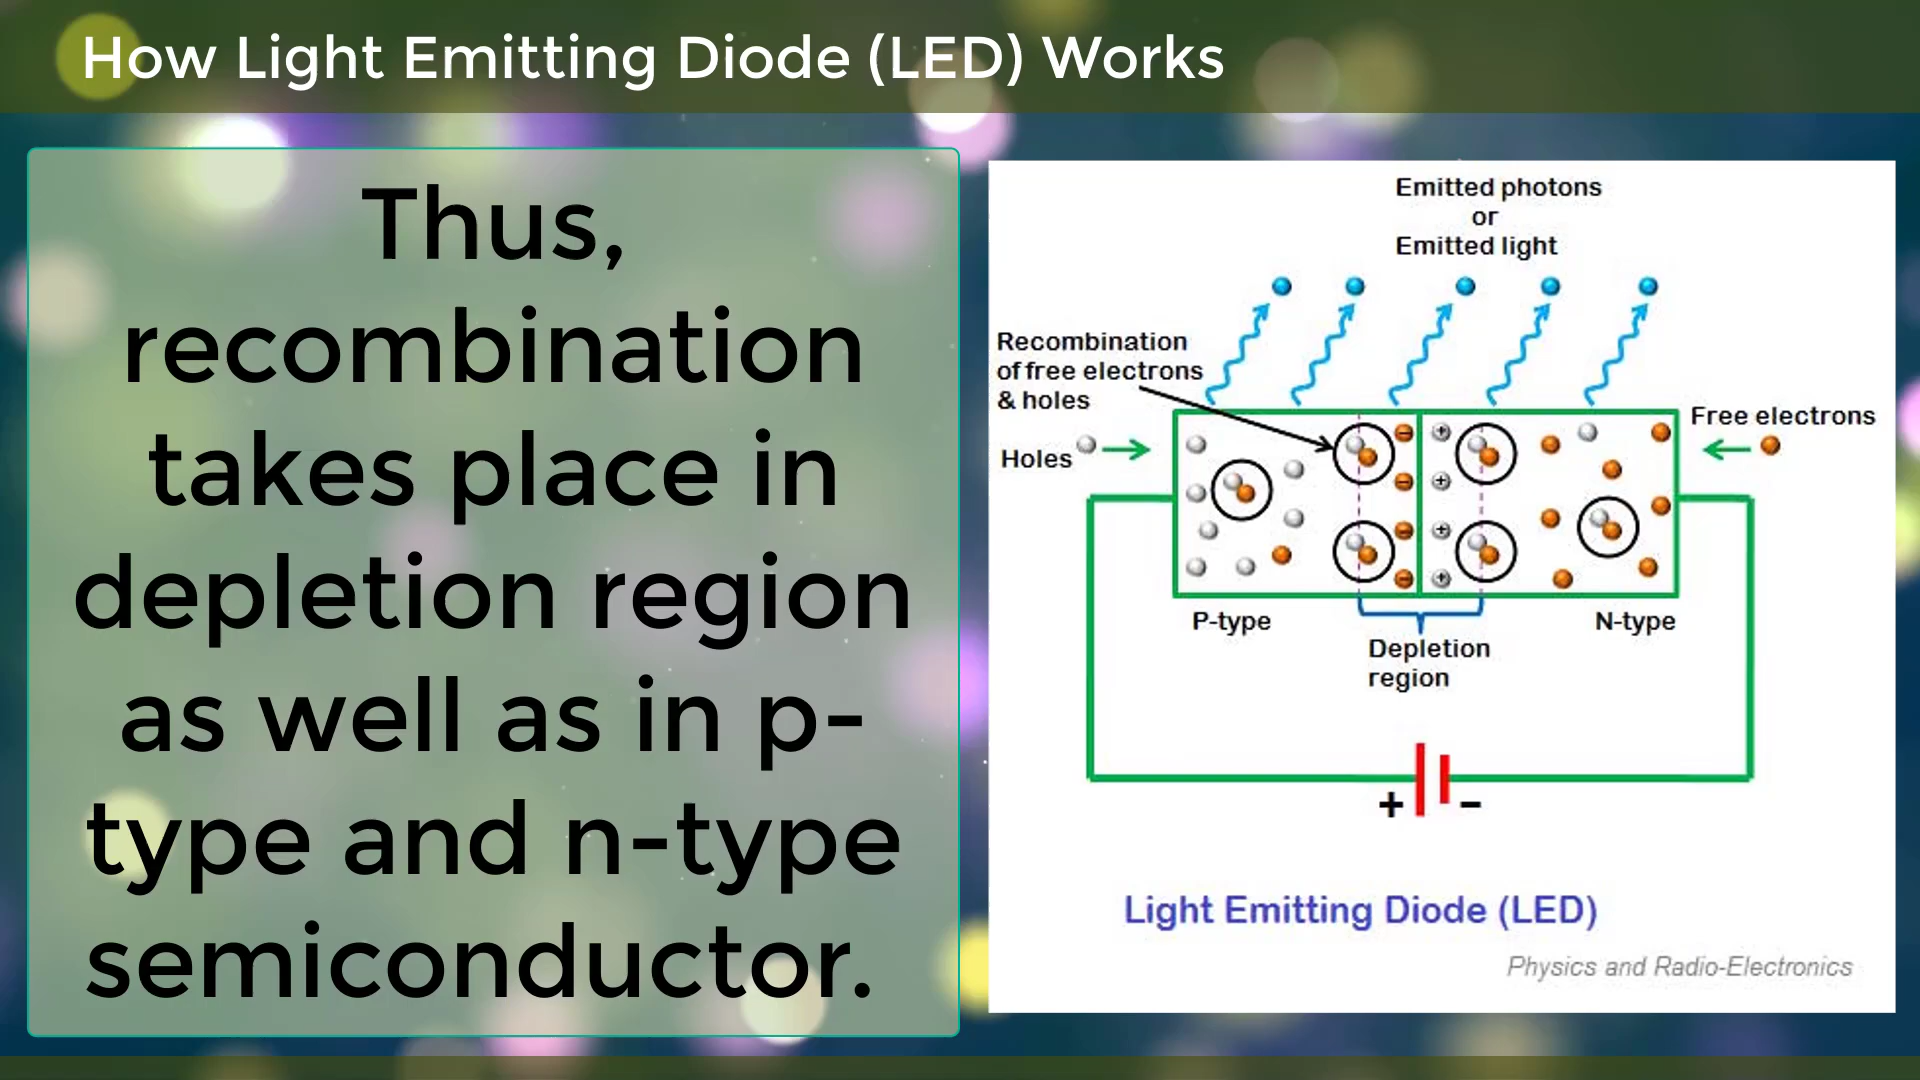 How Light Emitting Diode (LED) Works
Thus,
recombination
takes place in
depletion region
as well as in p-
type and n-type
semiconductor.
Emitted photons
or
Emitted light
Recombination
of free electrons
& holes
Holes
Free electrons
P-type
N-type
Depletion
region
+ –
Light Emitting Diode (LED)
Physics and Radio-Electronics